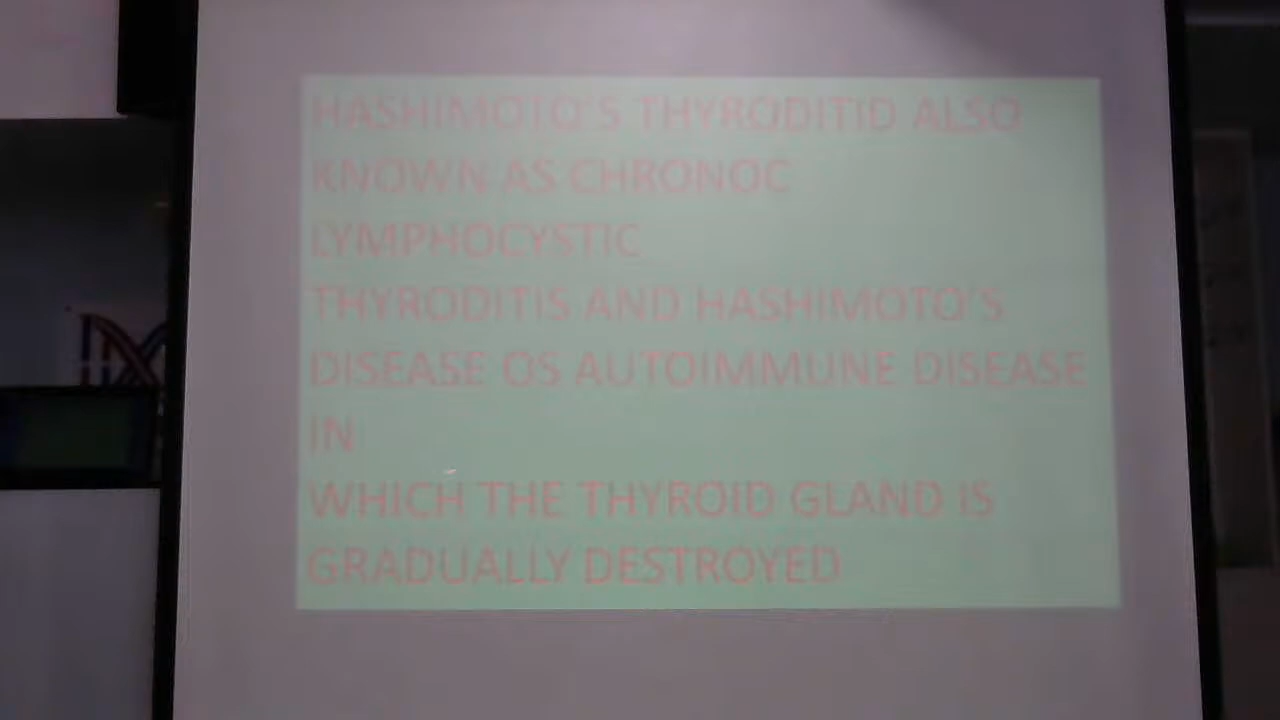 HASHIMOTO'S THYRODITID ALSO
KNOWN AS CHRONOC
LYMPHOCYSTIC
THYRODITIS AND HASHIMOTO'S
DISEASE OS AUTOIMMUNE DISEASE
IN
WHICH THE THYROID GLAND IS
GRADUALLY DESTROYED